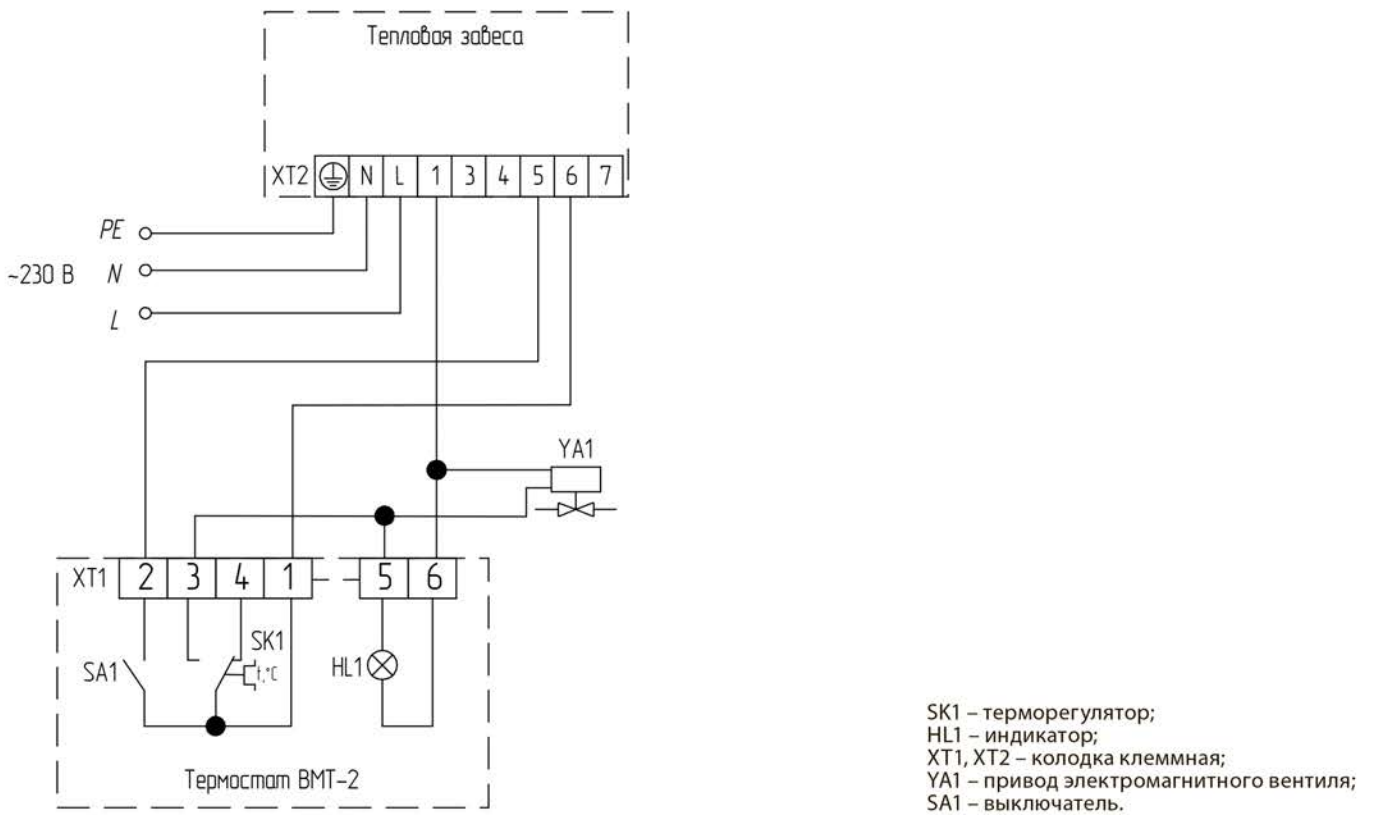 Тепловая завеса
XT2 N L 1 3 4 5 6 7
PE
~230 В N
L
YA1
XT1 2 3 4 1 5 6
SK1
SA1 t,°C HL1
Термостат ВМТ-2
SK1 – терморегулятор;
HL1 – индикатор;
XT1, XT2 – колодка клеммная;
YA1 – привод электромагнитного вентиля;
SA1 – выключатель.